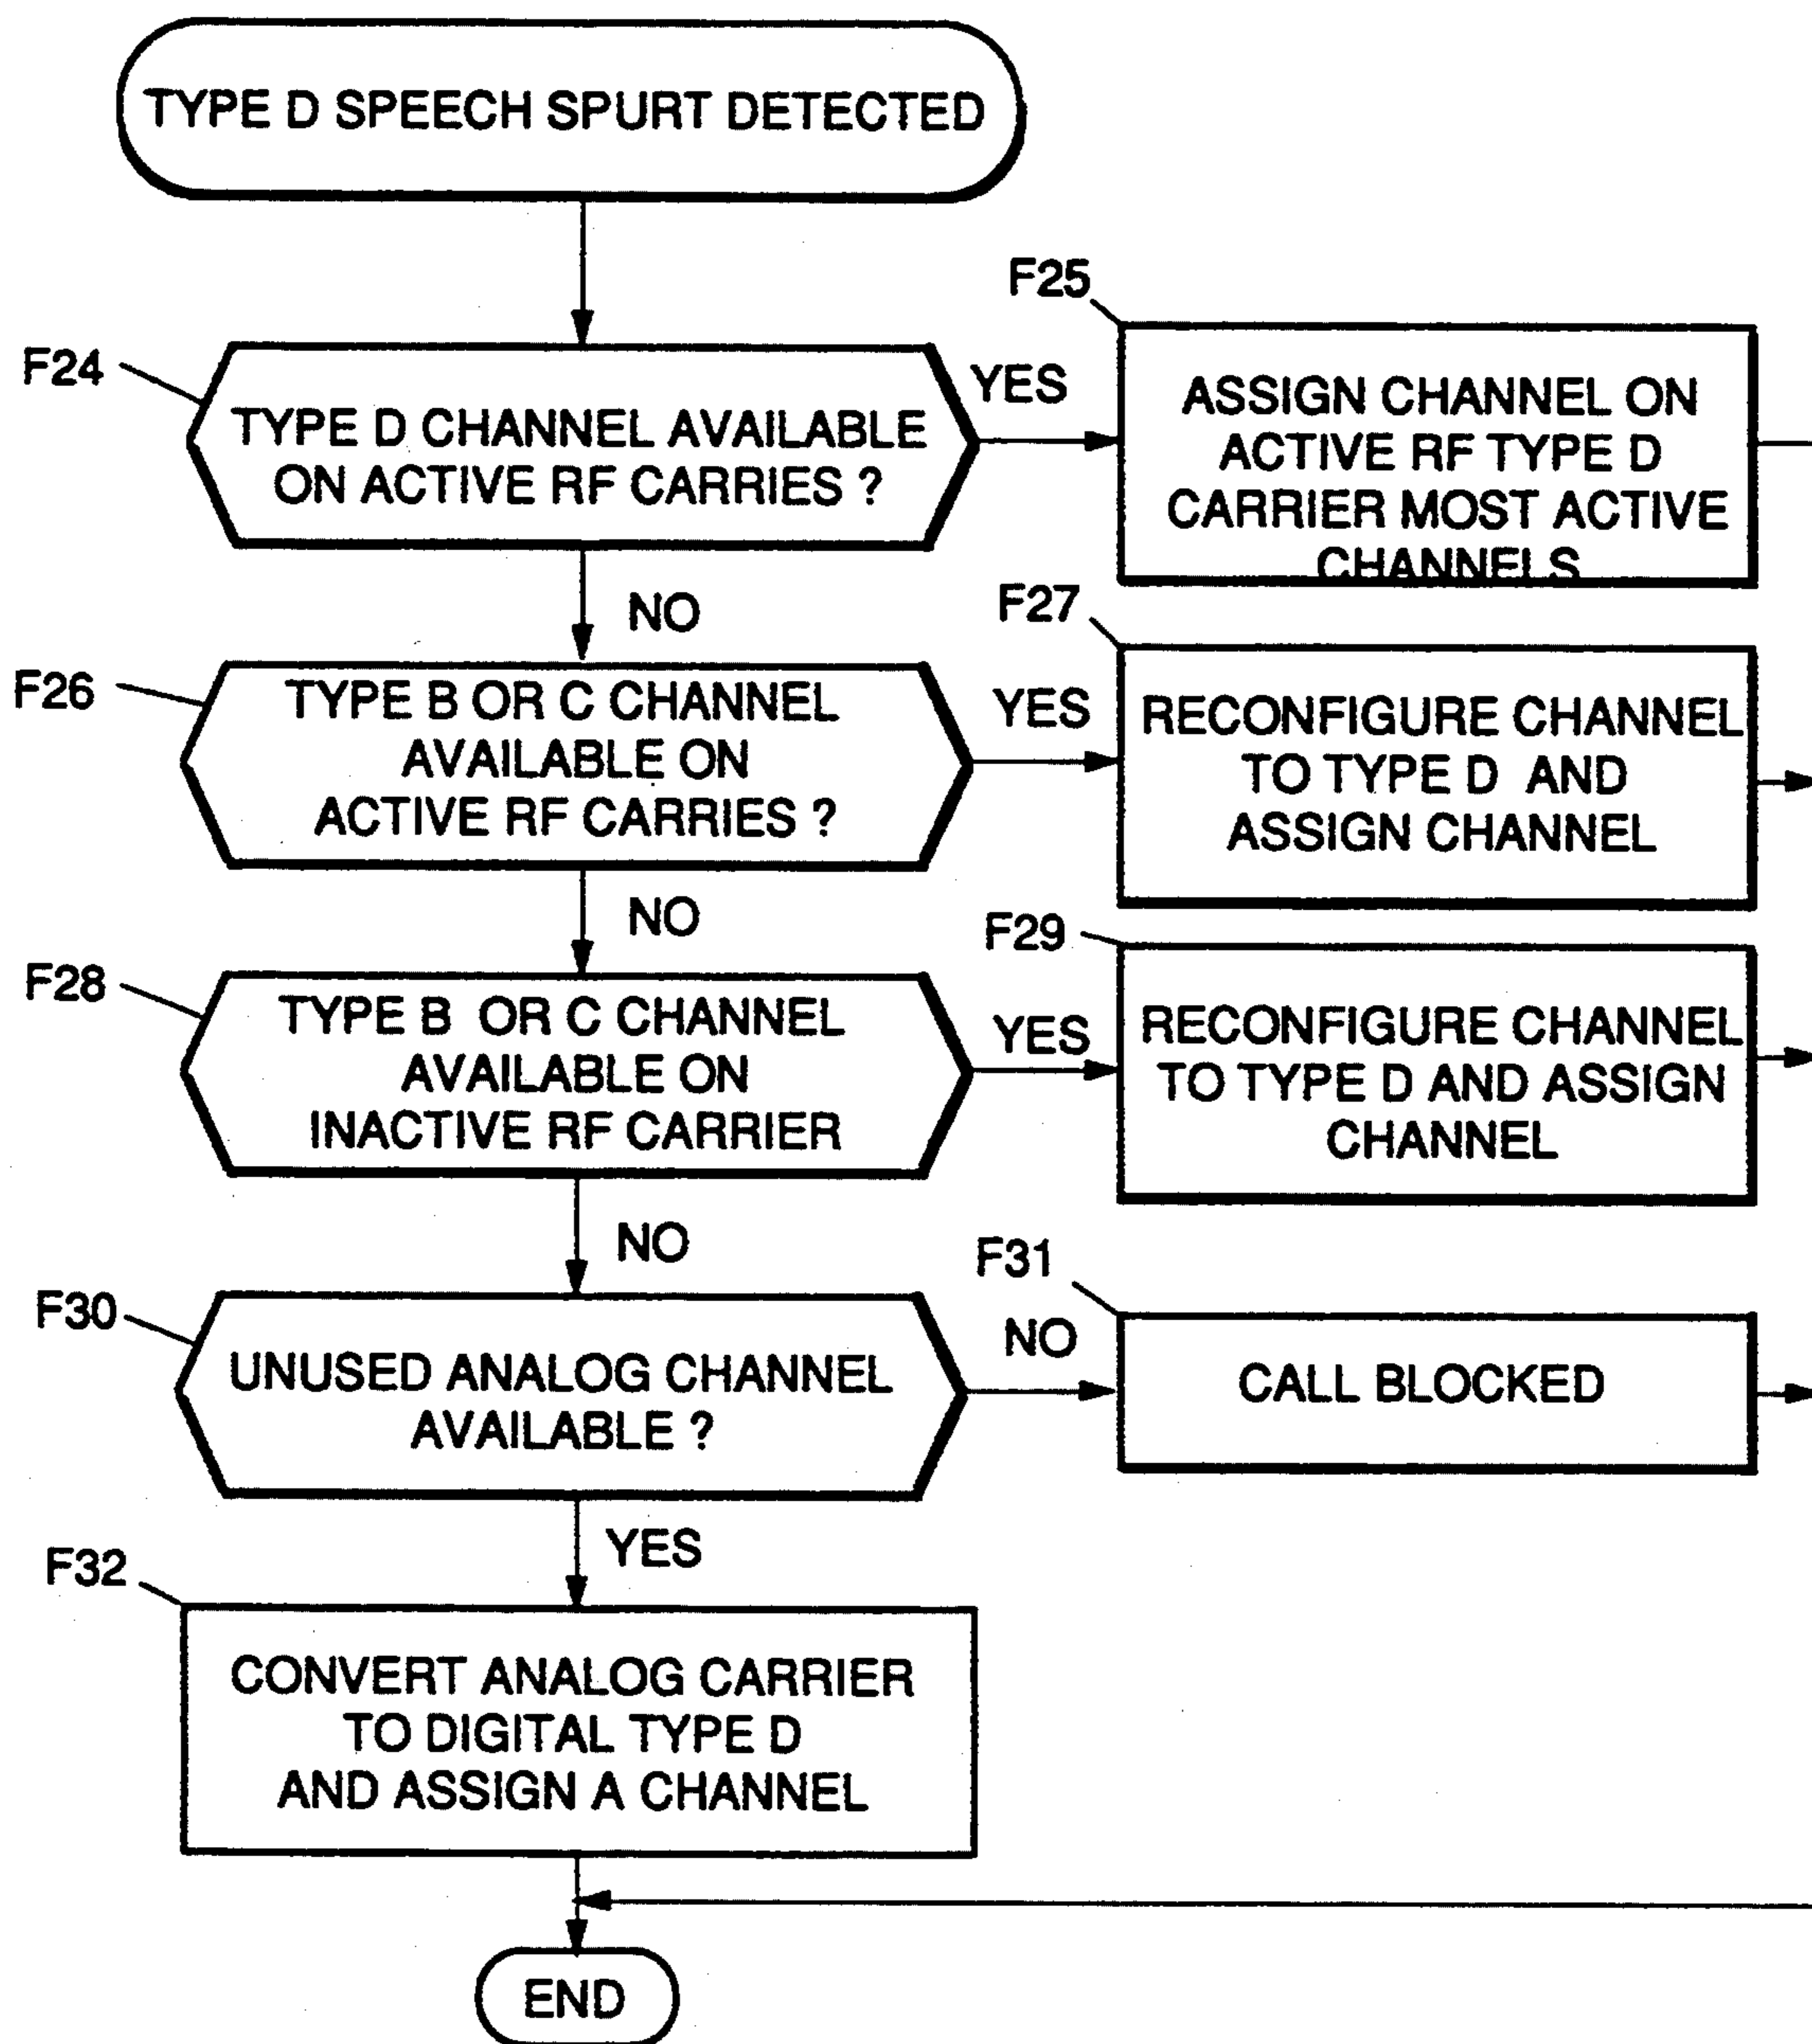 TYPE D SPEECH SPURT DETECTED
F24
TYPE D CHANNEL AVAILABLE
ON ACTIVE RF CARRIES ?
YES
F25
ASSIGN CHANNEL ON
ACTIVE RF TYPE D
CARRIER MOST ACTIVE
CHANNELS
NO
F26
TYPE B OR C CHANNEL
AVAILABLE ON
ACTIVE RF CARRIES ?
YES
F27
RECONFIGURE CHANNEL
TO TYPE D AND
ASSIGN CHANNEL
NO
F28
TYPE B OR C CHANNEL
AVAILABLE ON
INACTIVE RF CARRIER
YES
F29
RECONFIGURE CHANNEL
TO TYPE D AND ASSIGN
CHANNEL
NO
F30
UNUSED ANALOG CHANNEL
AVAILABLE ?
NO
F31
CALL BLOCKED
YES
F32
CONVERT ANALOG CARRIER
TO DIGITAL TYPE D
AND ASSIGN A CHANNEL
END